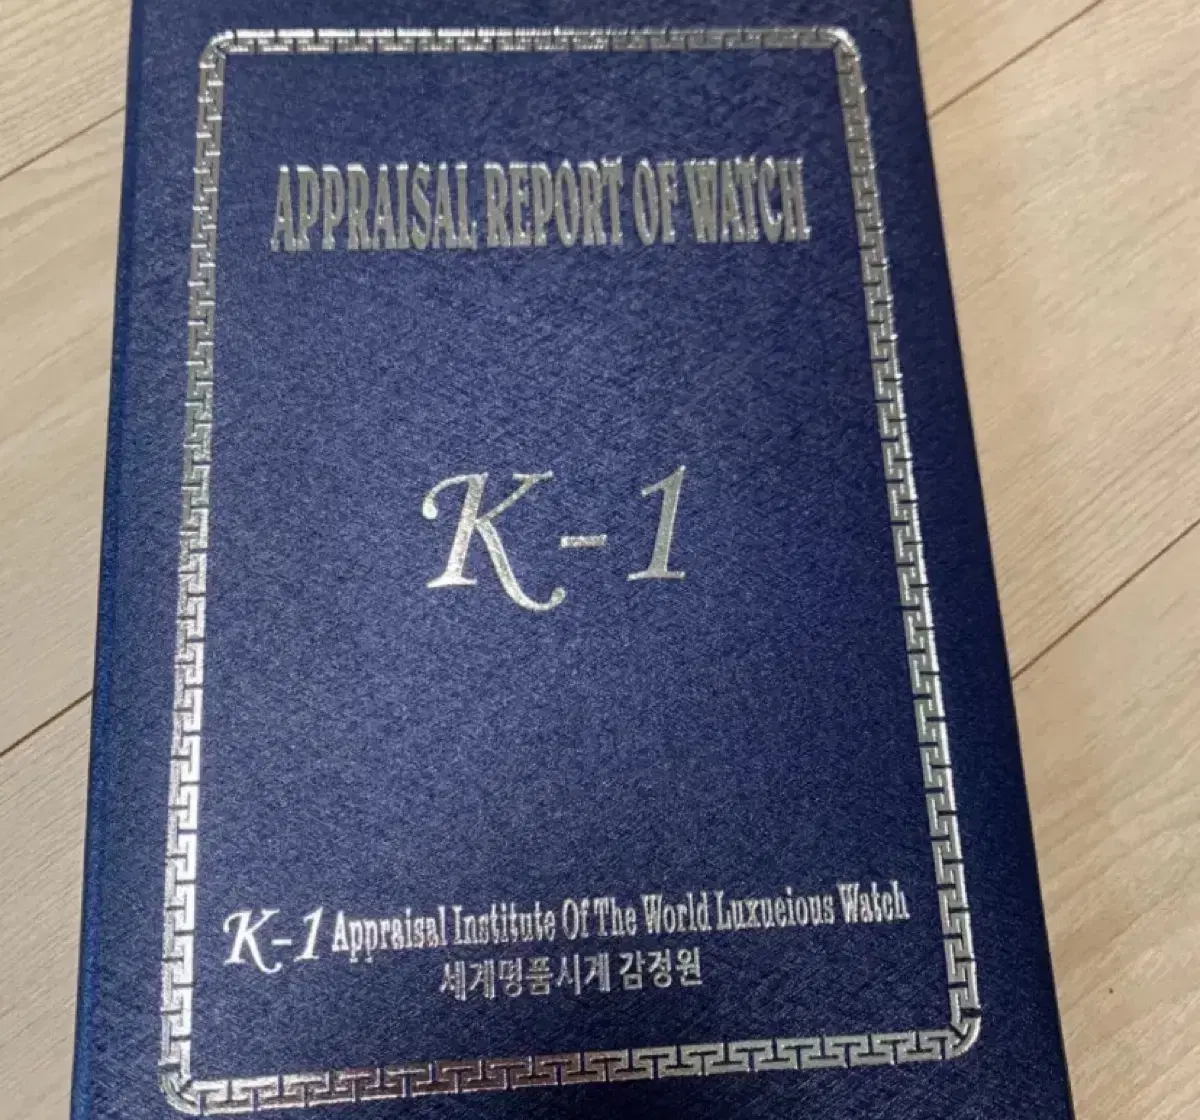 APPRAISAL REPORT OF WATCH
K-1
K-1 Appraisal Institute Of The World Luxueious Watch
세계명품시계 감정원